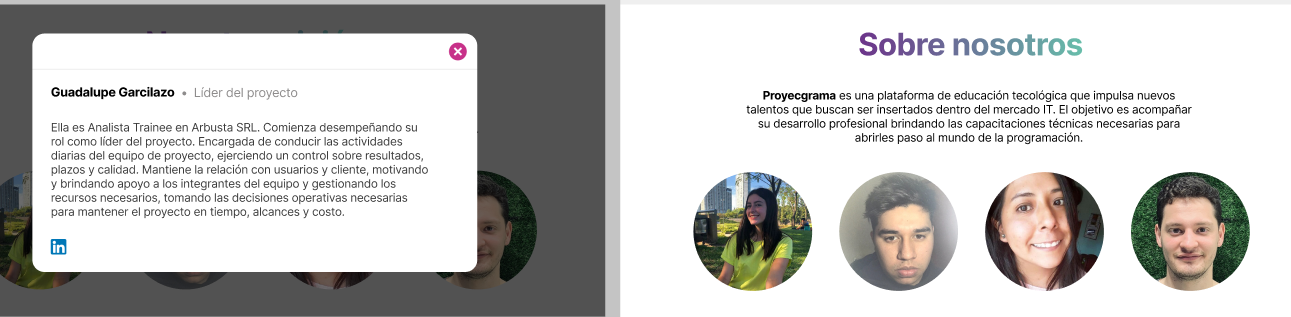 Guadalupe Garcilazo • Líder del proyecto
Ella es Analista Trainee en Arbusta SRL. Comienza desempeñando su
rol como líder del proyecto. Encargada de conducir las actividades
diarias del equipo de proyecto, ejerciendo un control sobre resultados,
plazos y calidad. Mantiene la relación con usuarios y cliente, motivando
y brindando apoyo a los integrantes del equipo y gestionando los
recursos necesarios, tomando las decisiones operativas necesarias
para mantener el proyecto en tiempo, alcances y costo.
in
Sobre nosotros
Proyecgrama es una plataforma de educación tecológica que impulsa nuevos
talentos que buscan ser insertados dentro del mercado IT. El objetivo es acompañar
su desarrollo profesional brindando las capacitaciones técnicas necesarias para
abrirles paso al mundo de la programación.